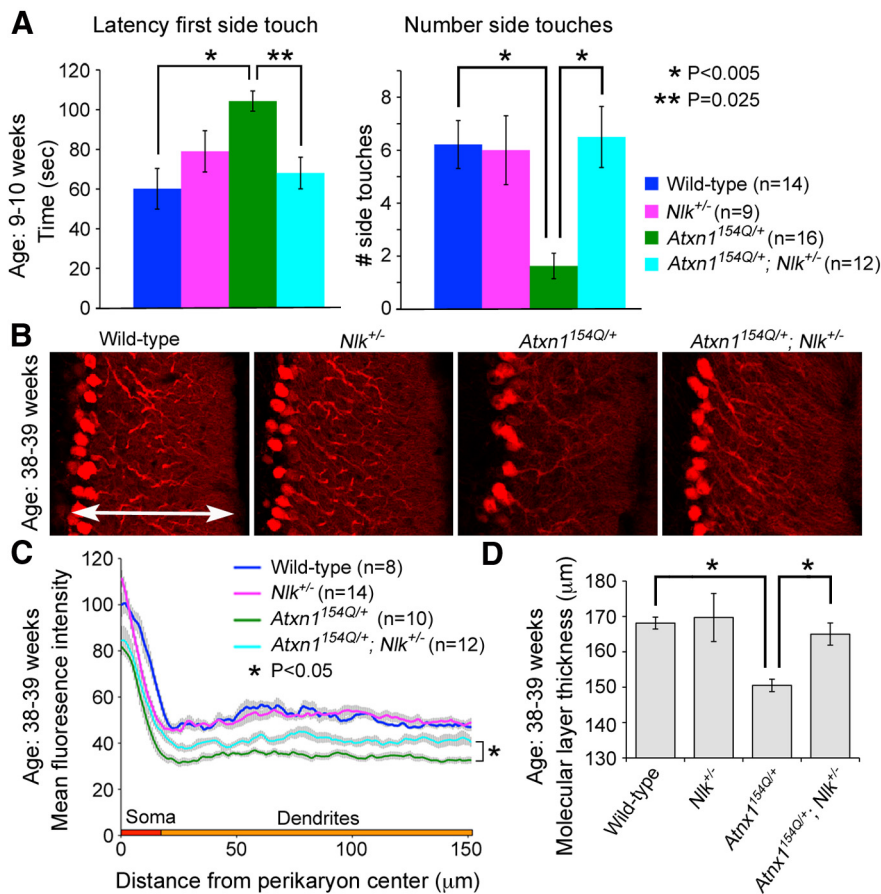 A
Latency first side touch
Number side touches
Age: 9-10 weeks
Time (sec)
120
100
80
60
40
20
0
*
**
# side touches
8
6
4
2
0
*
*
* P<0.005
** P=0.025
Wild-type (n=14)
Nlk+/- (n=9)
Atxn1154Q/+ (n=16)
Atxn1154Q/+; Nlk+/- (n=12)
B
Age: 38-39 weeks
Wild-type
Nlk+/-
Atxn1154Q/+
Atxn1154Q/+; Nlk+/-
C
Age: 38-39 weeks
Mean fluoresence intensity
120
100
80
60
40
20
0
Wild-type (n=8)
Nlk+/- (n=14)
Atxn1154Q/+ (n=10)
Atxn1154Q/+; Nlk+/- (n=12)
* P<0.05
*
Soma
Dendrites
0
50
100
150
Distance from perikaryon center (μm)
D
Age: 38-39 weeks
Molecular layer thickness (μm)
180
170
160
150
140
130
*
*
Wild-type
Nlk+/-
Atnx1154Q/+
Atnx1154Q/+; Nlk+/-